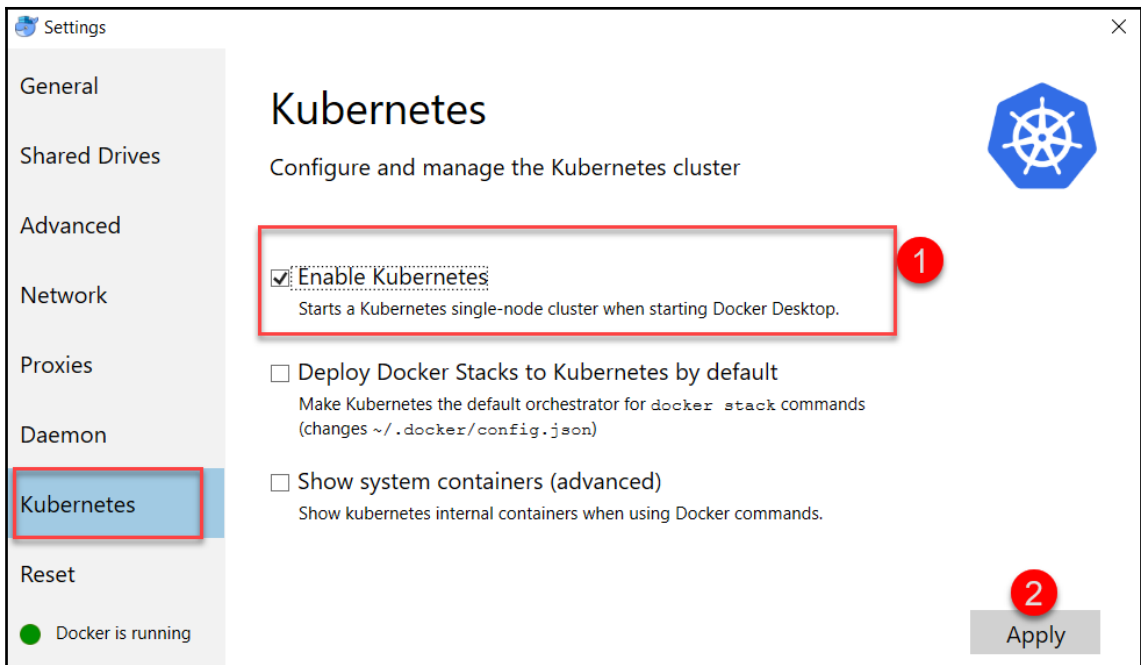 Settings
General
Shared Drives
Advanced
Network
Proxies
Daemon
Kubernetes
Reset
Docker is running
Kubernetes
Configure and manage the Kubernetes cluster
Enable Kubernetes
Starts a Kubernetes single-node cluster when starting Docker Desktop.
1
Deploy Docker Stacks to Kubernetes by default
Make Kubernetes the default orchestrator for docker stack commands
(changes ~/.docker/config.json)
Show system containers (advanced)
Show kubernetes internal containers when using Docker commands.
2
Apply